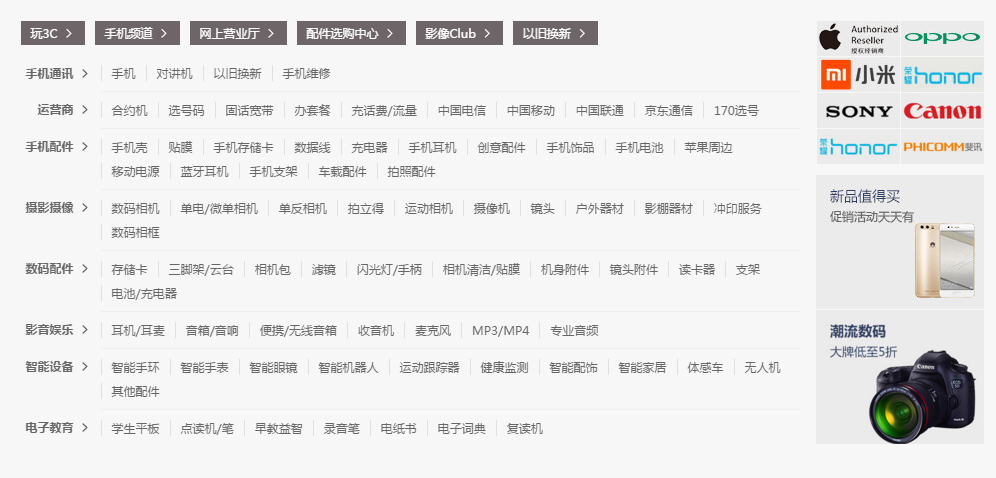 玩3C > 手机频道 > 网上营业厅 > 配件选购中心 > 影像Club > 以旧换新 >
手机通讯 > 手机 对讲机 以旧换新 手机维修
运营商 > 合约机 选号码 固话宽带 办套餐 充话费/流量 中国电信 中国移动 中国联通 京东通信 170选号
手机配件 > 手机壳 贴膜 手机存储卡 数据线 充电器 手机耳机 创意配件 手机饰品 手机电池 苹果周边
移动电源 蓝牙耳机 手机支架 车载配件 拍照配件
摄影摄像 > 数码相机 单电/微单相机 单反相机 拍立得 运动相机 摄像机 镜头 户外器材 影棚器材 冲印服务
数码相框
数码配件 > 存储卡 三脚架/云台 相机包 滤镜 闪光灯/手柄 相机清洁/贴膜 机身附件 镜头附件 读卡器 支架
电池/充电器
影音娱乐 > 耳机/耳麦 音箱/音响 便携/无线音箱 收音机 麦克风 MP3/MP4 专业音频
智能设备 > 智能手环 智能手表 智能眼镜 智能机器人 运动跟踪器 健康监测 智能配饰 智能家居 体感车 无人机
其他配件
电子教育 > 学生平板 点读机/笔 早教益智 录音笔 电纸书 电子词典 复读机
Authorized
Reseller
授权经销商
oppo
mi 小米
荣耀 honor
SONY
Canon
荣耀 honor
PHICOMM斐讯
新品值得买
促销活动天天有
潮流数码
大牌低至5折
Canon